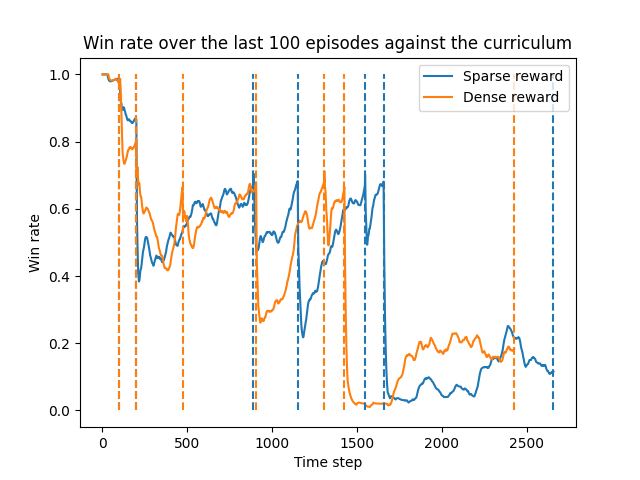 Win rate over the last 100 episodes against the curriculum
Sparse reward
Dense reward
Win rate
1.0
0.8
0.6
0.4
0.2
0.0
0
500
1000
1500
2000
2500
Time step